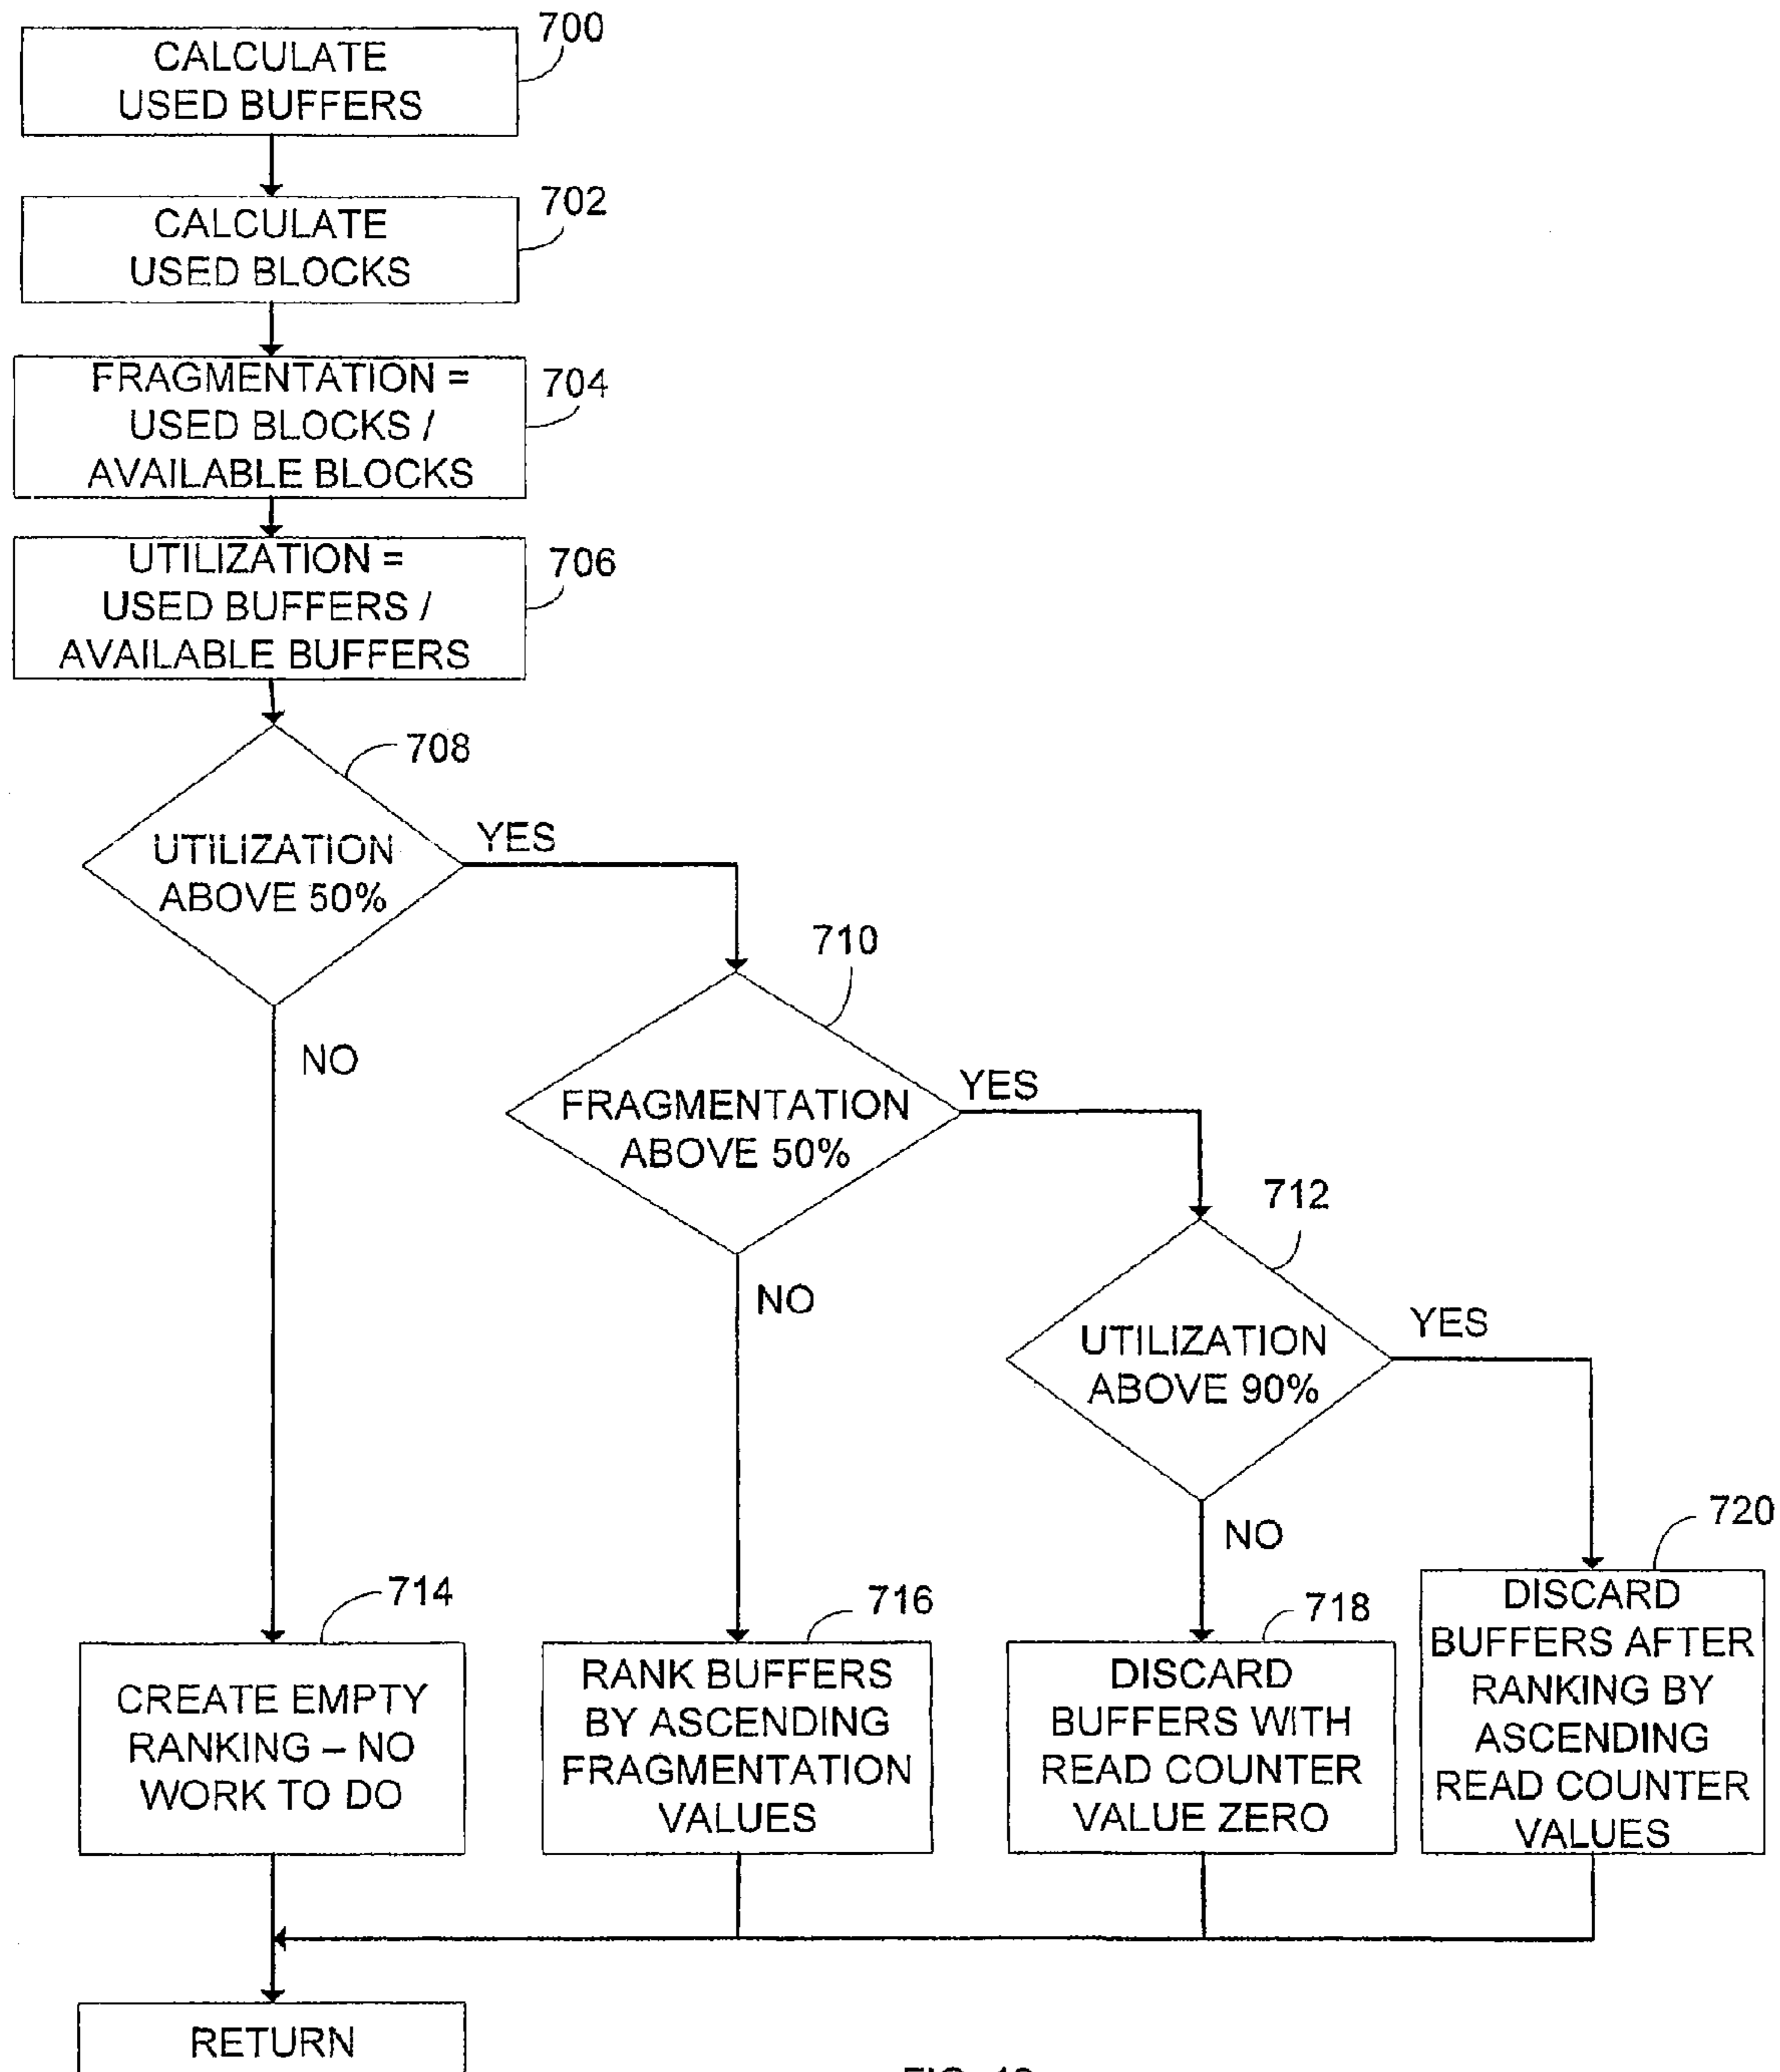 700
CALCULATE
USED BUFFERS
702
CALCULATE
USED BLOCKS
704
FRAGMENTATION =
USED BLOCKS /
AVAILABLE BLOCKS
706
UTILIZATION =
USED BUFFERS /
AVAILABLE BUFFERS
708
UTILIZATION
ABOVE 50%
YES
NO
710
FRAGMENTATION
ABOVE 50%
YES
NO
712
UTILIZATION
ABOVE 90%
YES
NO
714
CREATE EMPTY
RANKING – NO
WORK TO DO
716
RANK BUFFERS
BY ASCENDING
FRAGMENTATION
VALUES
718
DISCARD
BUFFERS WITH
READ COUNTER
VALUE ZERO
720
DISCARD
BUFFERS AFTER
RANKING BY
ASCENDING
READ COUNTER
VALUES
RETURN